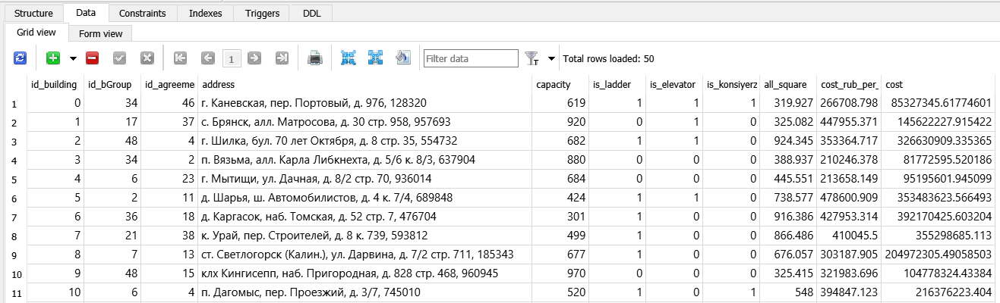 Structure Data Constraints Indexes Triggers DDL
Grid view Form view
1 Filter data T Total rows loaded: 50
id_building id_bGroup id_agreeme address capacity is_ladder is_elevator is_konsiyerz all_square cost_rub_per_ cost
1 0 34 46 г. Каневская, пер. Портовый, д. 976, 128320 619 1 1 1 319.927 266708.798 85327345.61774601
2 1 17 37 с. Брянск, алл. Матросова, д. 30 стр. 958, 957693 920 0 1 0 325.082 447955.371 145622227.915422
3 2 48 4 г. Шилка, бул. 70 лет Октября, д. 8 стр. 35, 554732 682 1 1 0 924.345 353364.717 326630909.335365
4 3 34 2 п. Вязьма, алл. Карла Либкнехта, д. 5/6 к. 8/3, 637904 880 0 0 0 388.937 210246.378 81772595.520186
5 4 6 23 г. Мытищи, ул. Дачная, д. 8/2 стр. 70, 936014 684 0 0 0 445.551 213658.149 95195601.945099
6 5 2 11 д. Шарья, ш. Автомобилистов, д. 4 к. 7/4, 689848 424 1 1 0 738.577 478600.909 353483623.566493
7 6 36 18 д. Каргасок, наб. Томская, д. 52 стр. 7, 476704 301 1 0 0 916.386 427953.314 392170425.603204
8 7 21 38 к. Урай, пер. Строителей, д. 8 к. 739, 593812 499 1 0 0 866.486 410045.5 355298685.113
9 8 7 13 ст. Светлогорск (Калин.), ул. Дарвина, д. 7/2 стр. 711, 185343 677 1 0 0 676.057 303187.905 204972305.49058503
10 9 48 15 клх Кингисепп, наб. Пригородная, д. 828 стр. 468, 960945 970 0 0 0 325.415 321983.696 104778324.43384
11 10 6 4 п. Дагомыс, пер. Проезжий, д. 3/7, 745010 520 1 0 1 548 394847.123 216376223.404